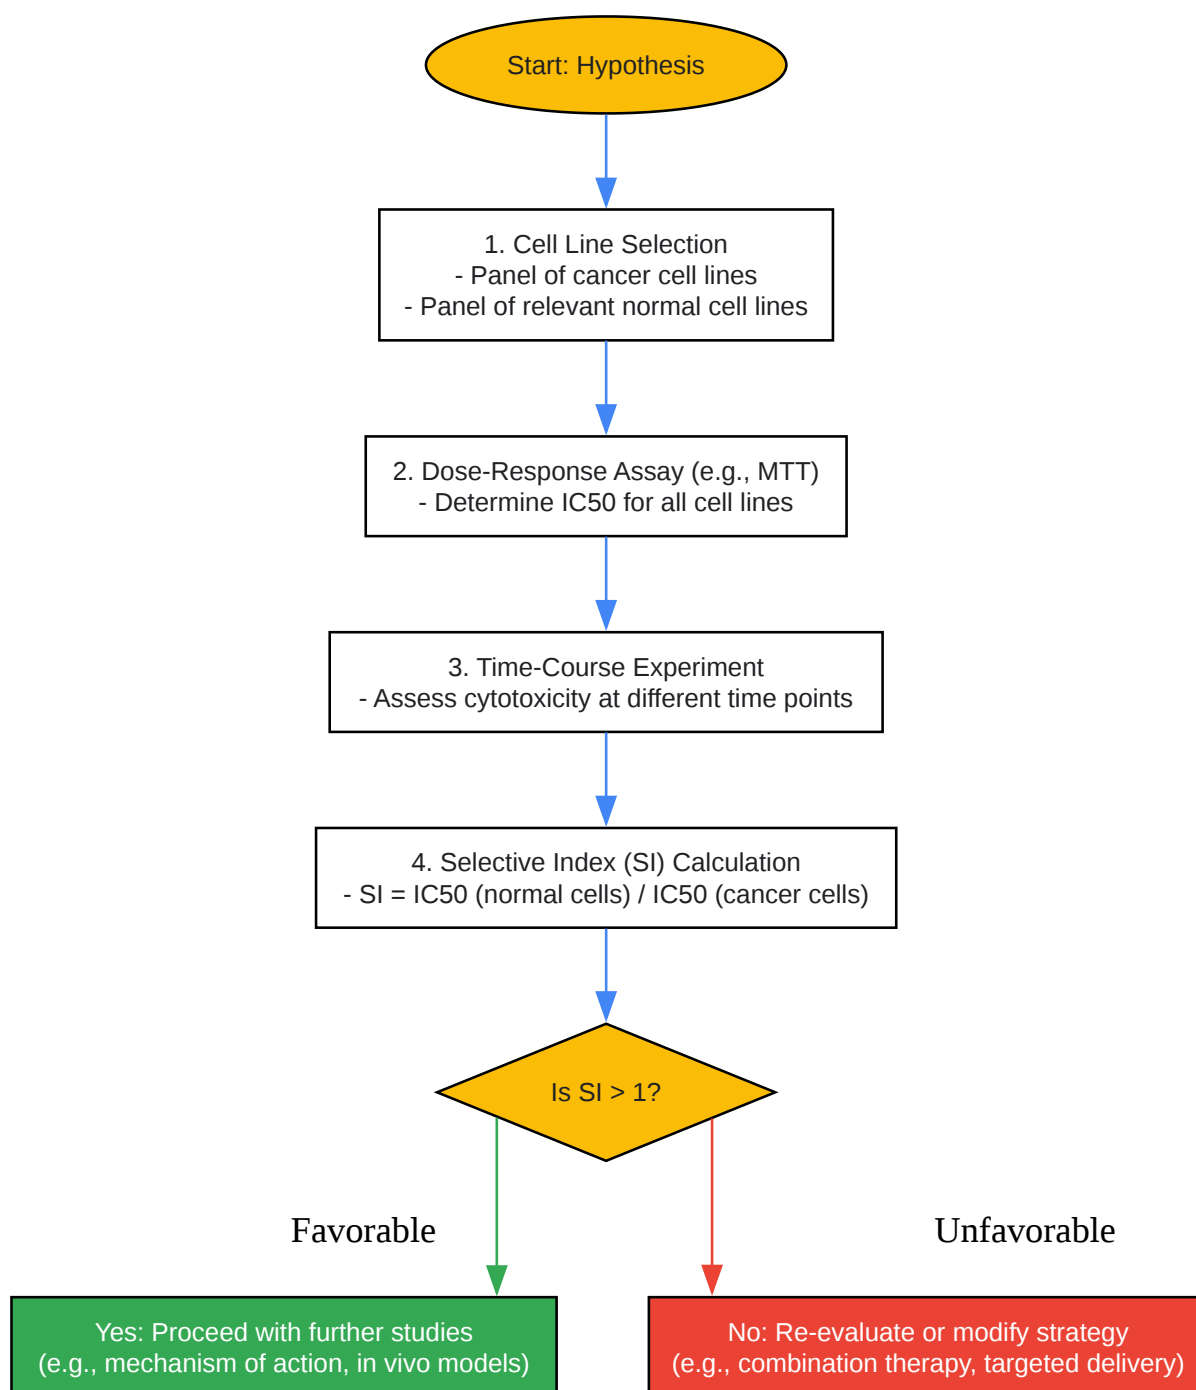 Start: Hypothesis
1. Cell Line Selection
- Panel of cancer cell lines
- Panel of relevant normal cell lines
2. Dose-Response Assay (e.g., MTT)
- Determine IC50 for all cell lines
3. Time-Course Experiment
- Assess cytotoxicity at different time points
4. Selective Index (SI) Calculation
- SI = IC50 (normal cells) / IC50 (cancer cells)
Is SI > 1?
Favorable
Unfavorable
Yes: Proceed with further studies
(e.g., mechanism of action, in vivo models)
No: Re-evaluate or modify strategy
(e.g., combination therapy, targeted delivery)